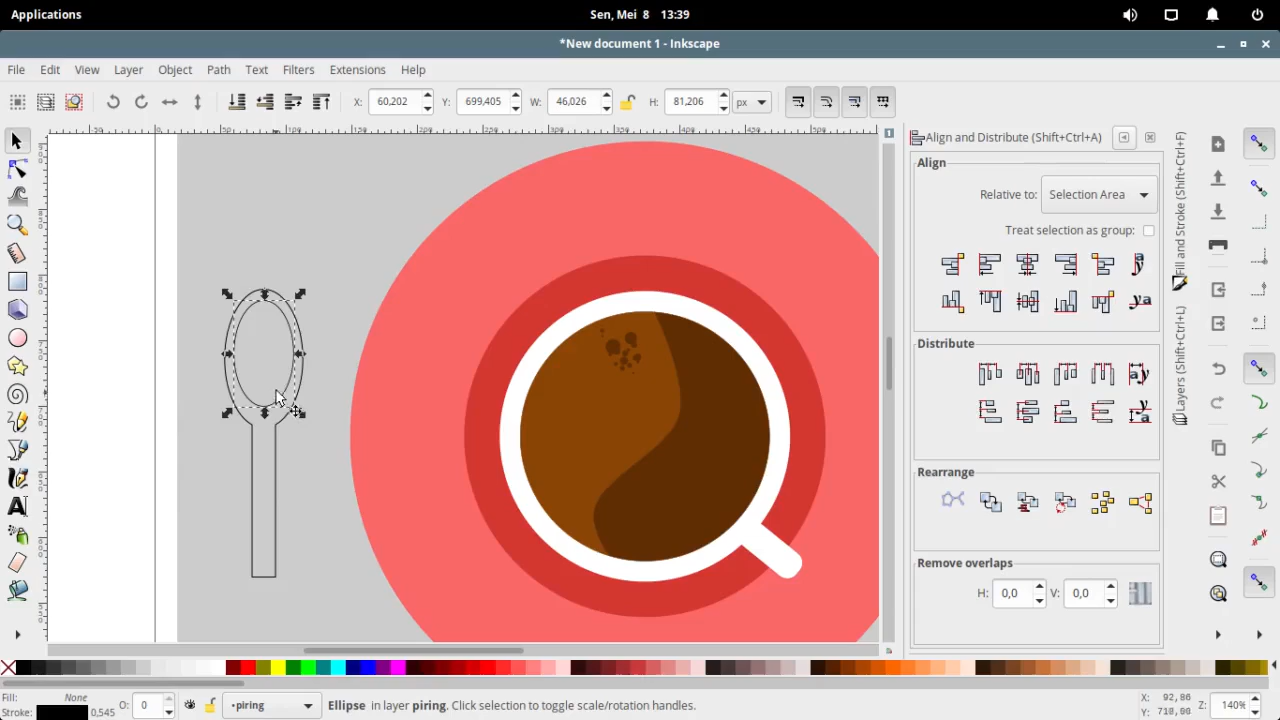 Applications
Sen, Mei 8 13:39
*New document 1 - Inkscape
File Edit View Layer Object Path Text Filters Extensions Help
X: 60,202 Y: 699,405 W: 46,026 H: 81,206 px
Align and Distribute (Shift+Ctrl+A)
Align
Relative to: Selection Area
Treat selection as group:
Distribute
Rearrange
Remove overlaps
H: 0,0 V: 0,0
Fill and Stroke (Shift+Ctrl+F)
Layers (Shift+Ctrl+L)
Fill: None
Stroke: 0,545
O: 0
•piring
Ellipse in layer piring. Click selection to toggle scale/rotation handles.
X: 92,86
Y: 718,00
Z: 140%